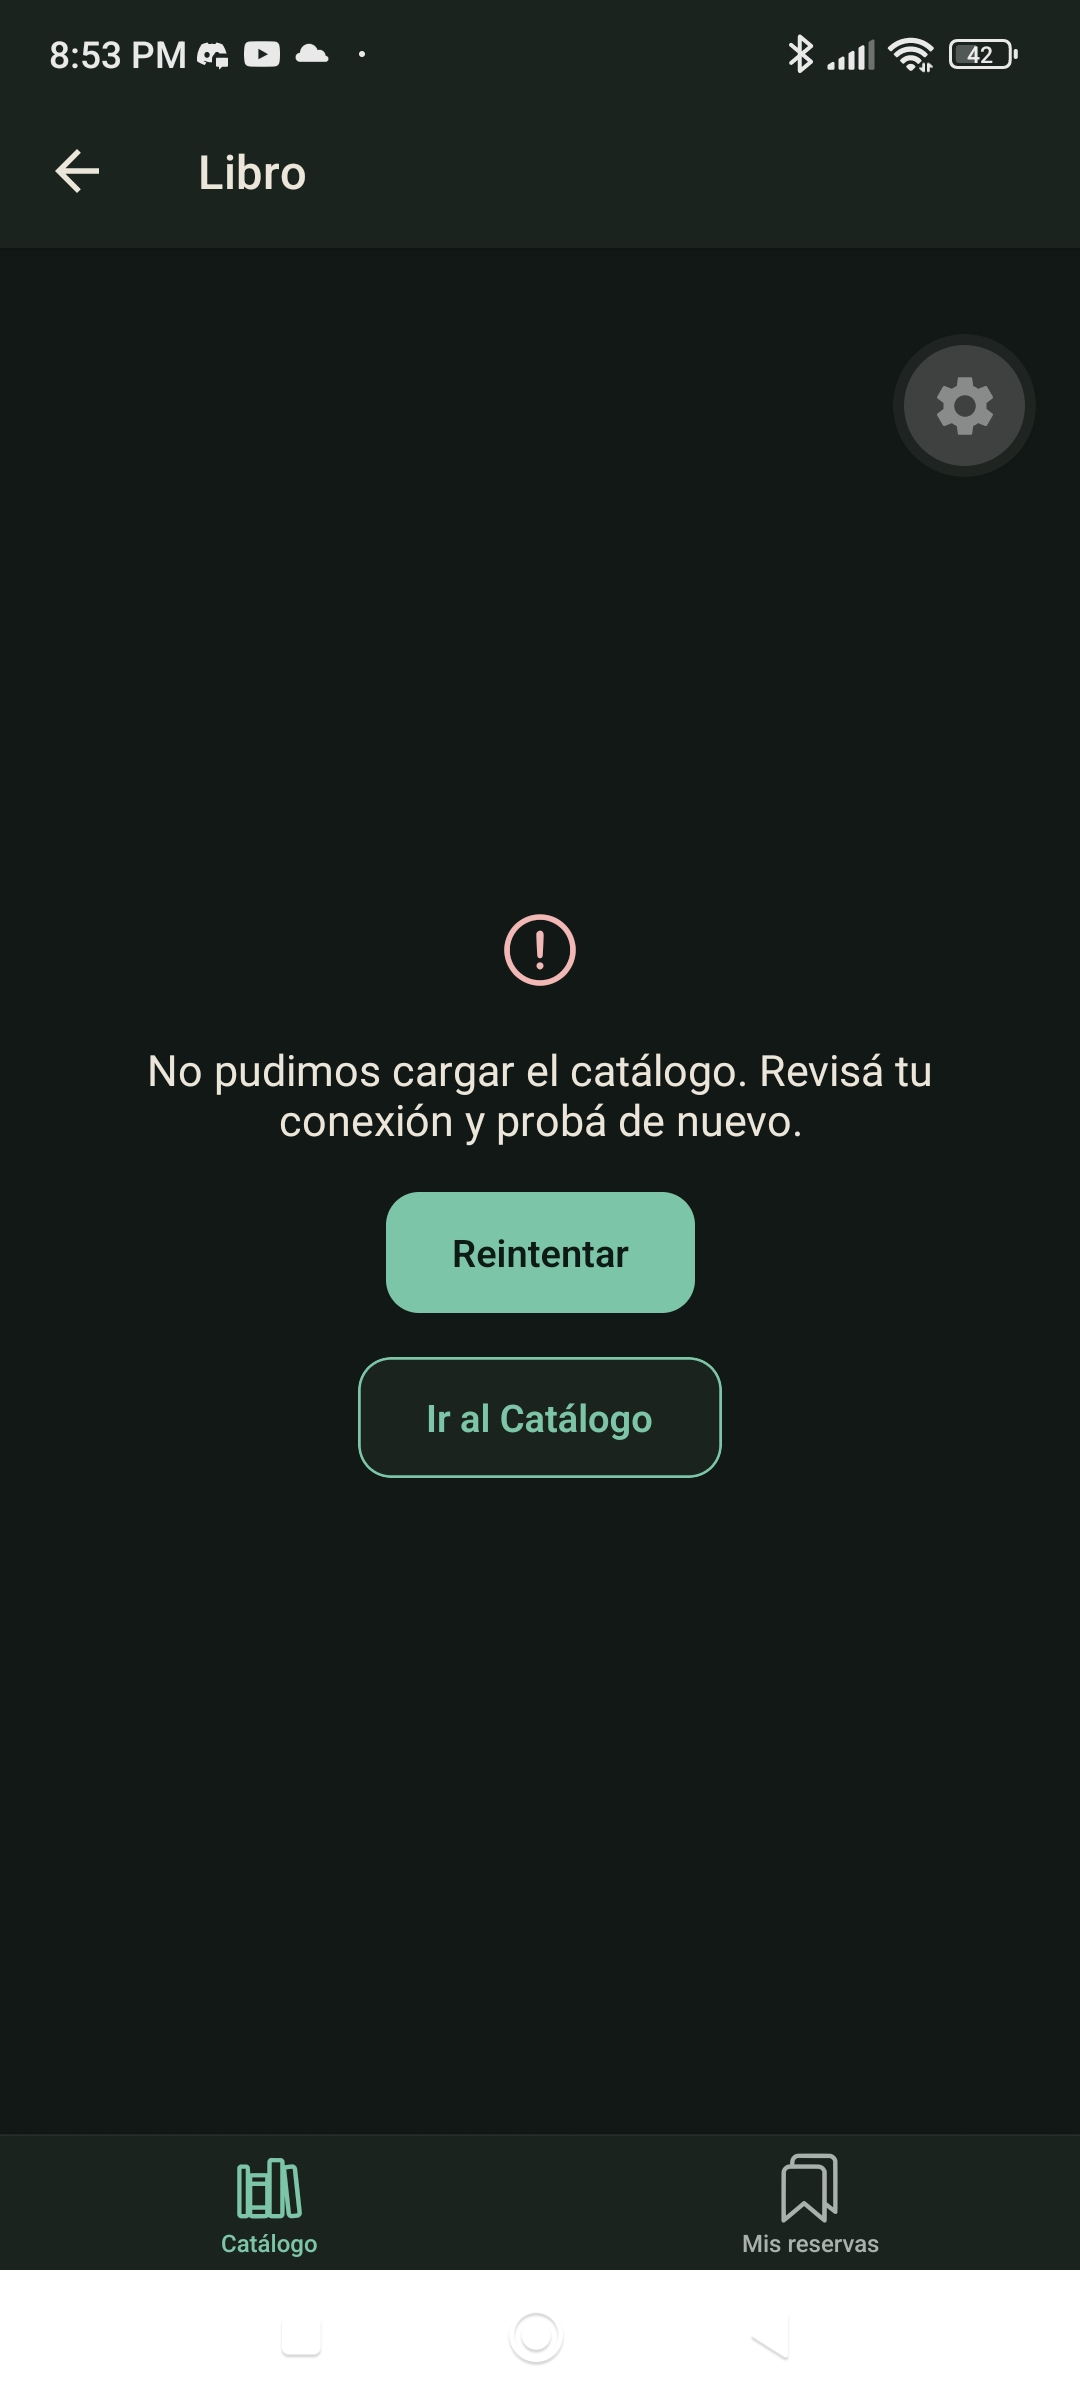 8:53 PM
42
Libro
No pudimos cargar el catálogo. Revisá tu
conexión y probá de nuevo.
Reintentar
Ir al Catálogo
Catálogo
Mis reservas